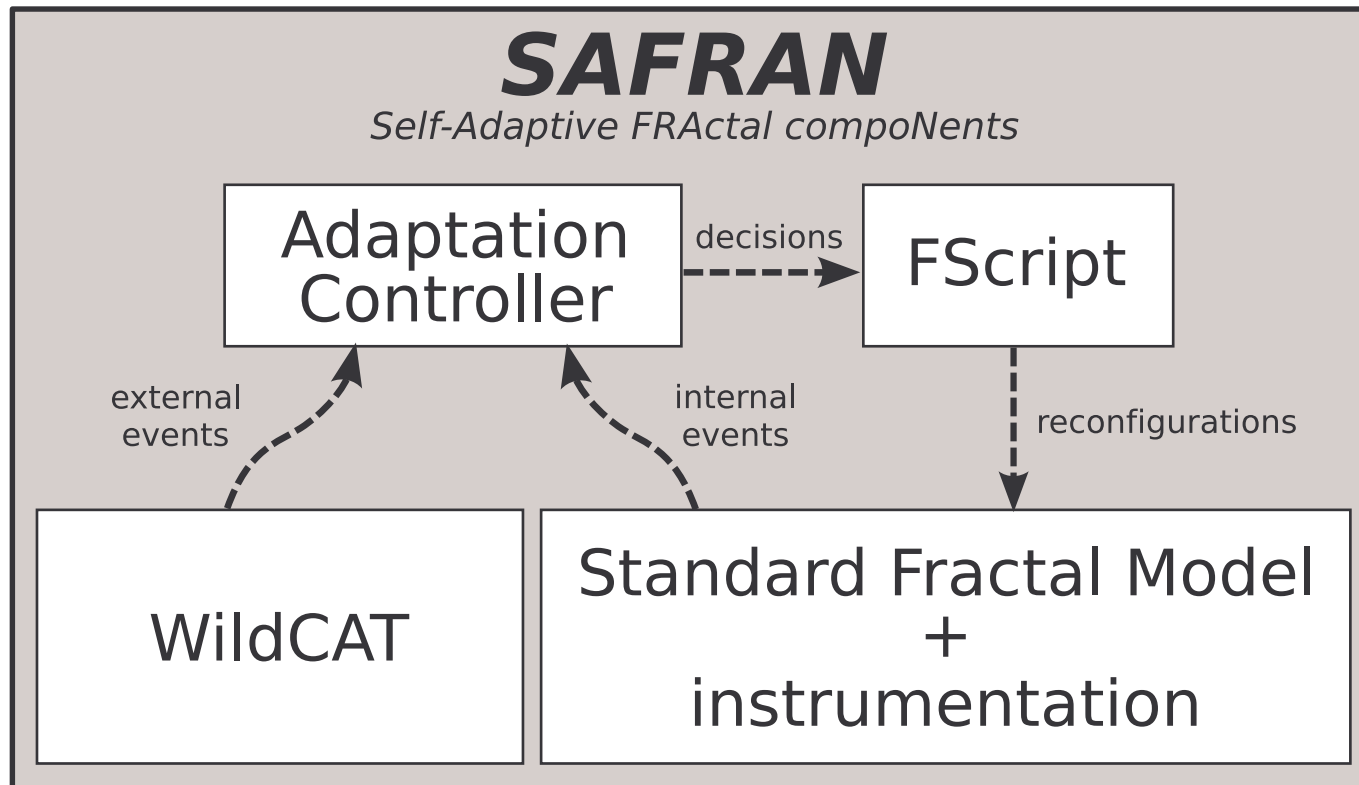 SAFRAN
Self-Adaptive FRActal compoNents
Adaptation
Controller
decisions
FScript
external
events
internal
events
reconfigurations
WildCAT
Standard Fractal Model
+
instrumentation